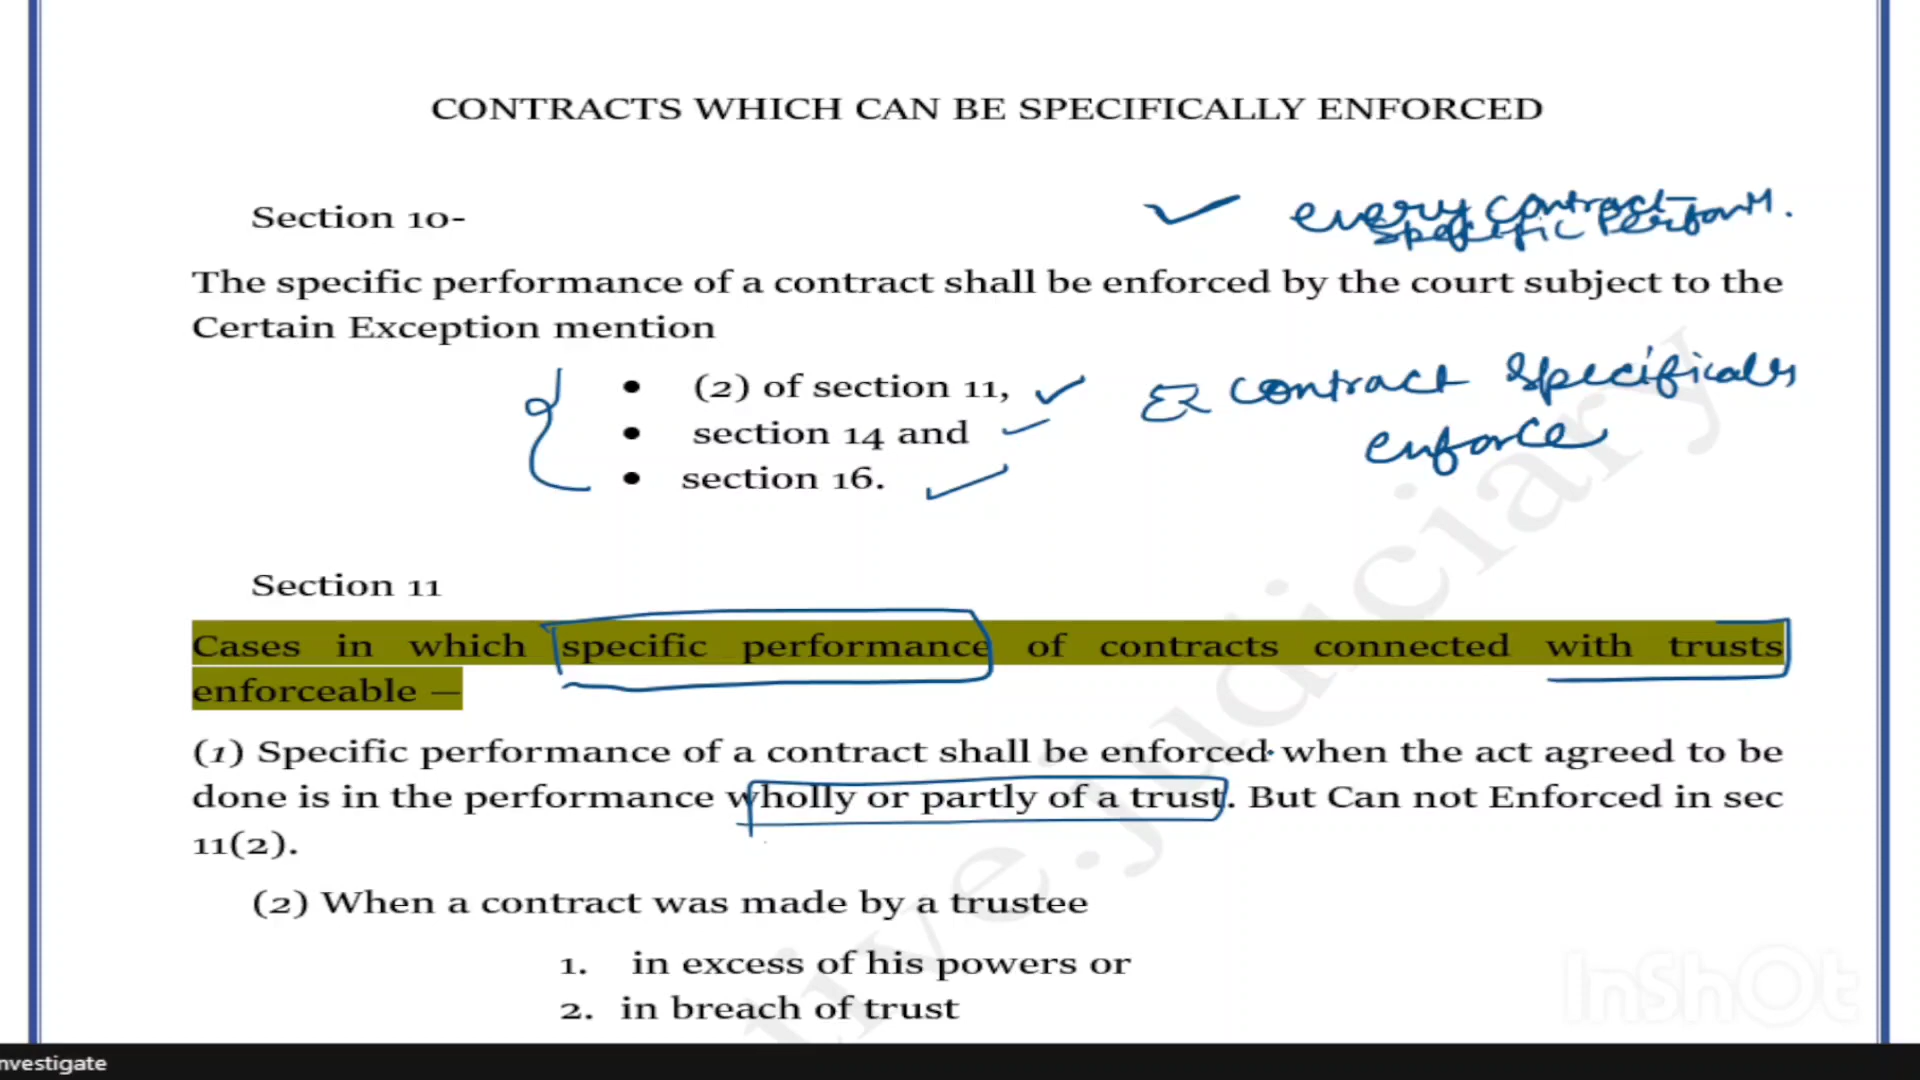 CONTRACTS WHICH CAN BE SPECIFICALLY ENFORCED
Section 10-
every contract
specific Perform.
The specific performance of a contract shall be enforced by the court subject to the
Certain Exception mention
• (2) of section 11,
• section 14 and
• section 16.
contract specifically
enforce
Section 11
Cases in which specific performance of contracts connected with trusts
enforceable —
(1) Specific performance of a contract shall be enforced when the act agreed to be
done is in the performance wholly or partly of a trust. But Can not Enforced in sec
11(2).
(2) When a contract was made by a trustee
1. in excess of his powers or
2. in breach of trust
tive.judiciary
InShOt
nvestigate